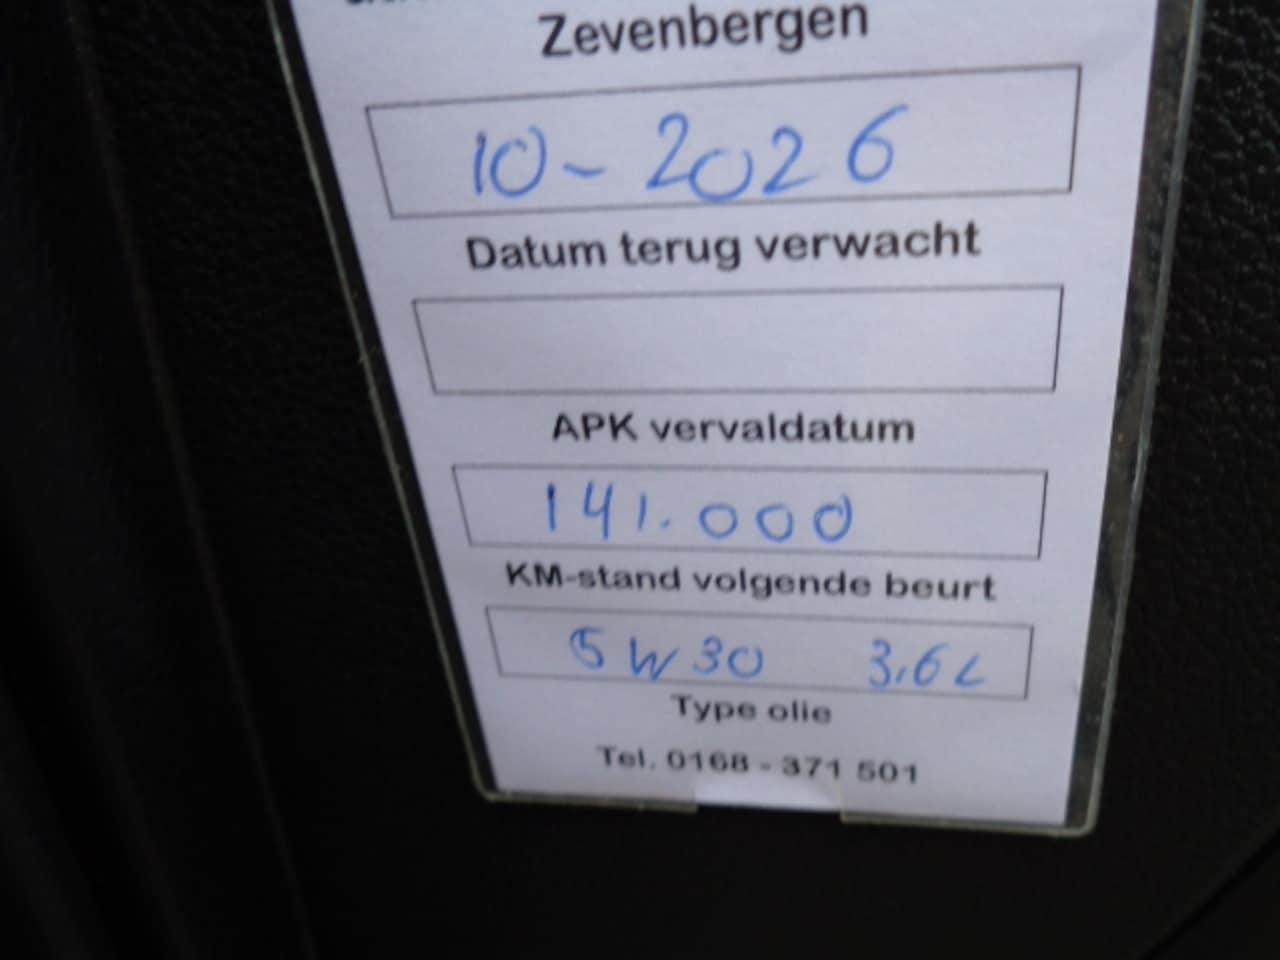 Zevenbergen
10-2026
Datum terug verwacht
APK vervaldatum
141.000
KM-stand volgende beurt
5W30 3,6L
Type olie
Tel. 0168 - 371 501